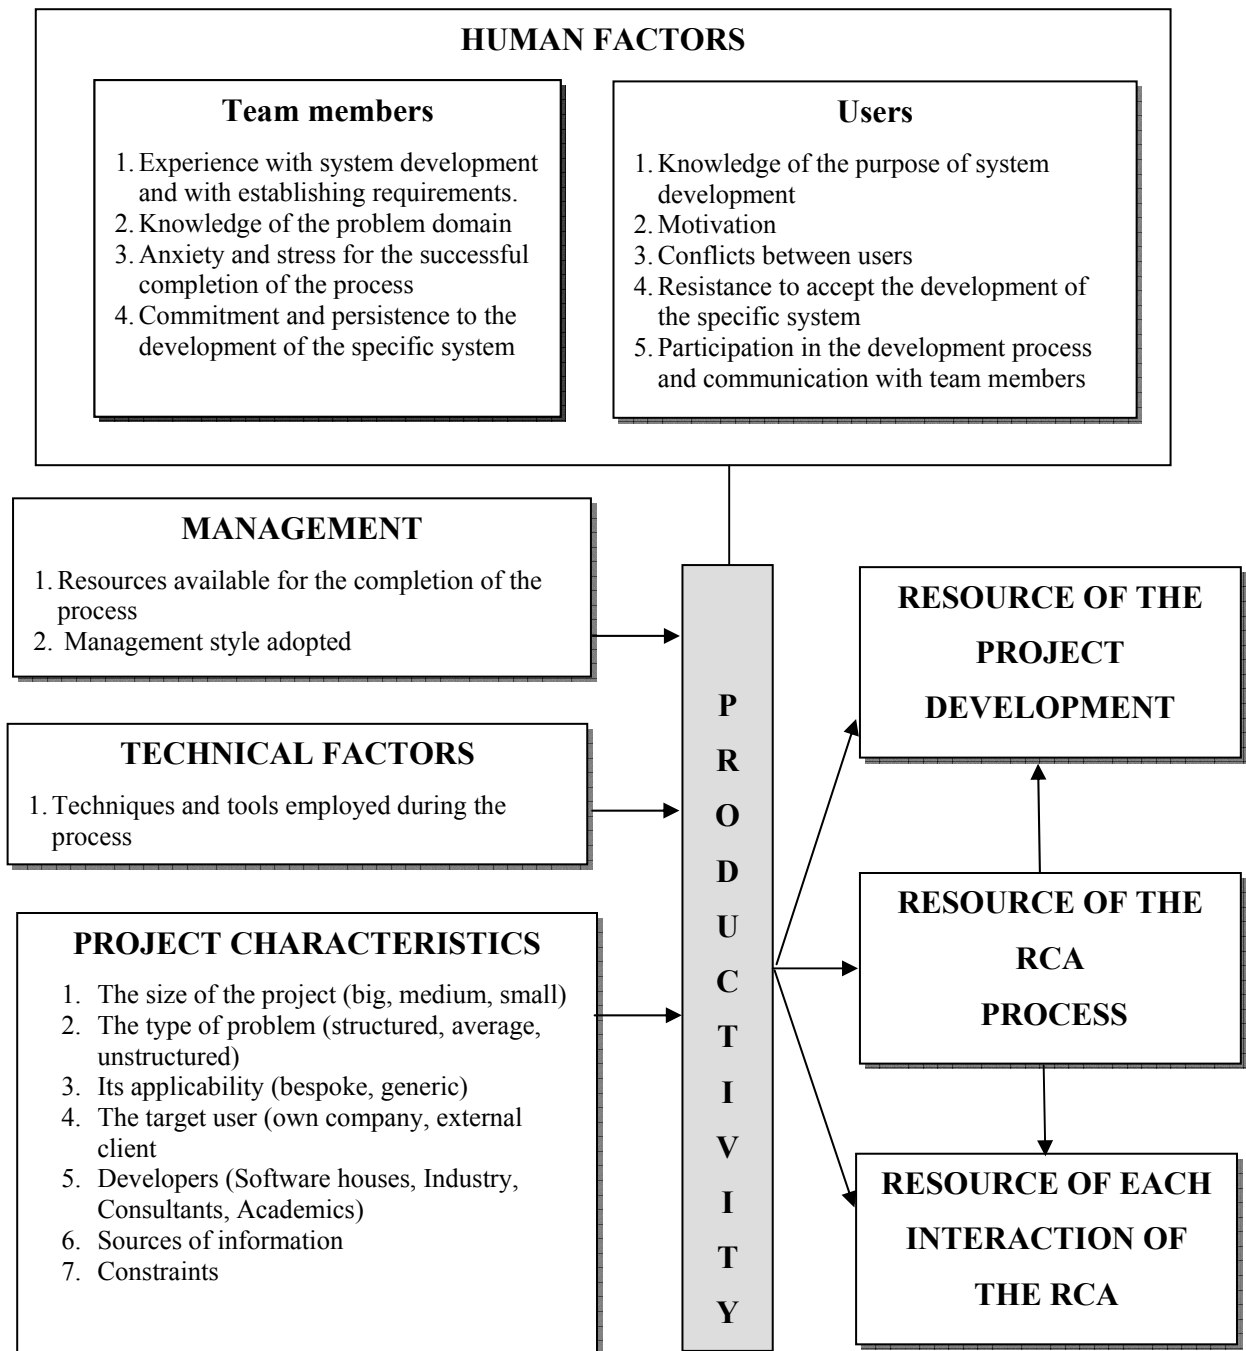 HUMAN FACTORS
Team members
1. Experience with system development
and with establishing requirements.
2. Knowledge of the problem domain
3. Anxiety and stress for the successful
completion of the process
4. Commitment and persistence to the
development of the specific system
Users
1. Knowledge of the purpose of system
development
2. Motivation
3. Conflicts between users
4. Resistance to accept the development of
the specific system
5. Participation in the development process
and communication with team members
MANAGEMENT
1. Resources available for the completion of the
process
2. Management style adopted
TECHNICAL FACTORS
1. Techniques and tools employed during the
process
PROJECT CHARACTERISTICS
1. The size of the project (big, medium, small)
2. The type of problem (structured, average,
unstructured)
3. Its applicability (bespoke, generic)
4. The target user (own company, external
client
5. Developers (Software houses, Industry,
Consultants, Academics)
6. Sources of information
7. Constraints
P
R
O
D
U
C
T
I
V
I
T
Y
RESOURCE OF THE
PROJECT
DEVELOPMENT
RESOURCE OF THE
RCA
PROCESS
RESOURCE OF EACH
INTERACTION OF
THE RCA